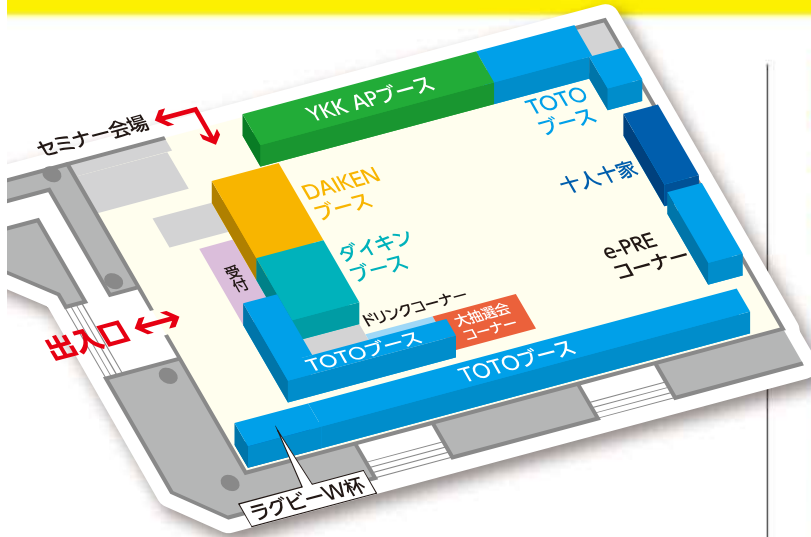 セミナー会場
YKK APブース
TOTO
ブース
DAIKEN
ブース
十人十家
ダイキン
ブース
受付
e-PRE
コーナー
ドリンクコーナー
大抽選会
コーナー
出入口
TOTOブース
TOTOブース
ラグビーW杯